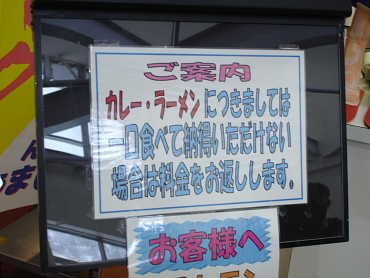 ご案内
カレー・ラーメンにつきましては
一口食べて納得いただけない
場合は料金をお返しします。
お客様へ